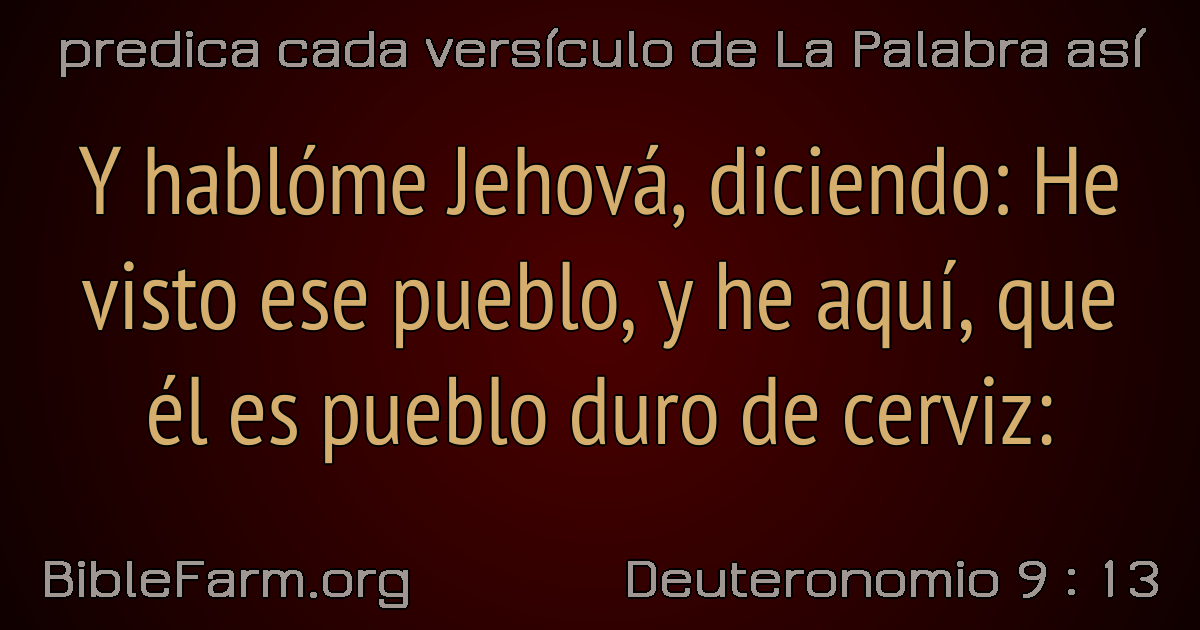 predica cada versículo de La Palabra así
Y hablóme Jehová, diciendo: He
visto ese pueblo, y he aquí, que
él es pueblo duro de cerviz:
BibleFarm.org
Deuteronomio 9 : 13